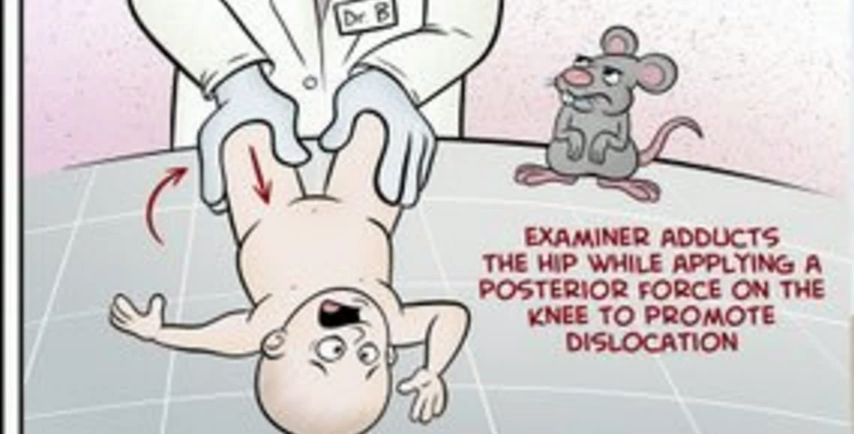 Dr. B
EXAMINER ADDUCTS
THE HIP WHILE APPLYING A
POSTERIOR FORCE ON THE
KNEE TO PROMOTE
DISLOCATION